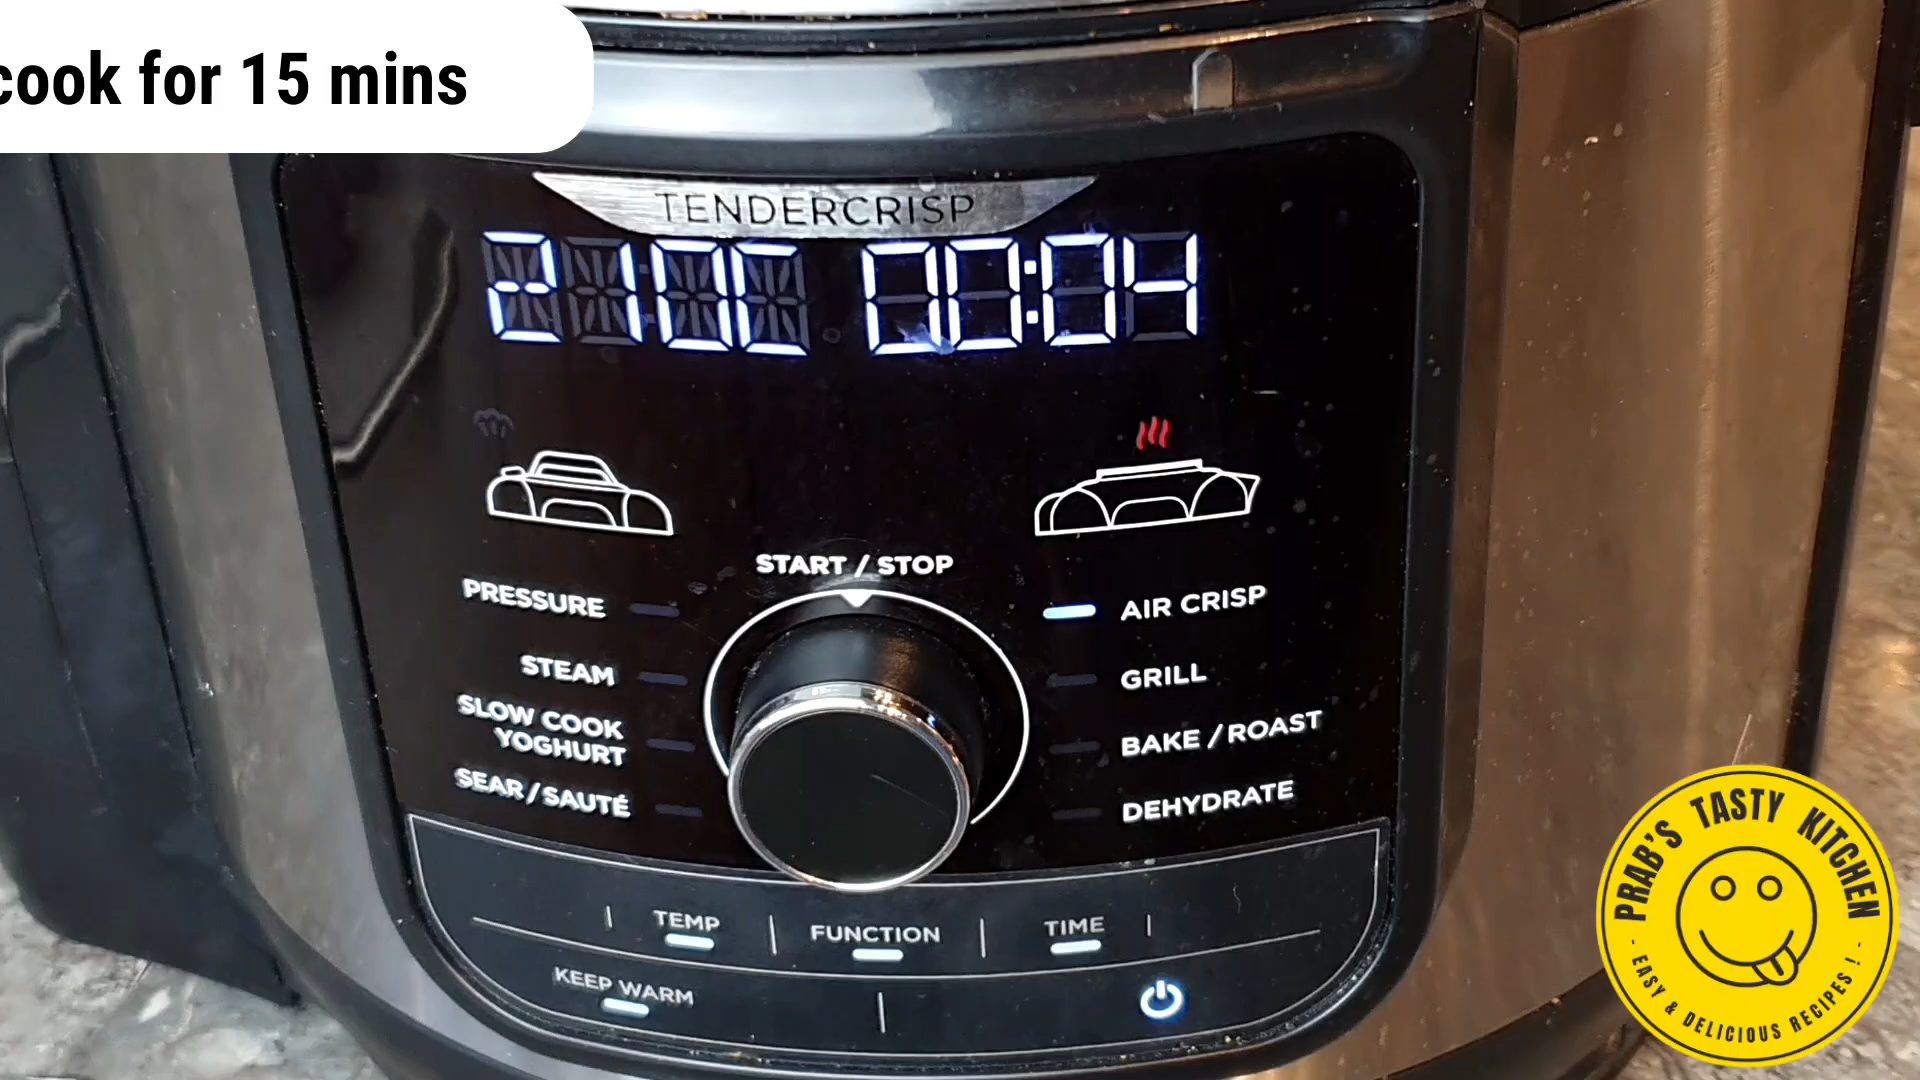 cook for 15 mins
TENDERCRISP
210C 00:04
START / STOP
PRESSURE
STEAM
SLOW COOK
YOGHURT
SEAR / SAUTÉ
AIR CRISP
GRILL
BAKE / ROAST
DEHYDRATE
TEMP
FUNCTION
TIME
KEEP WARM
PRAB'S TASTY KITCHEN
- EASY & DELICIOUS RECIPES ! -